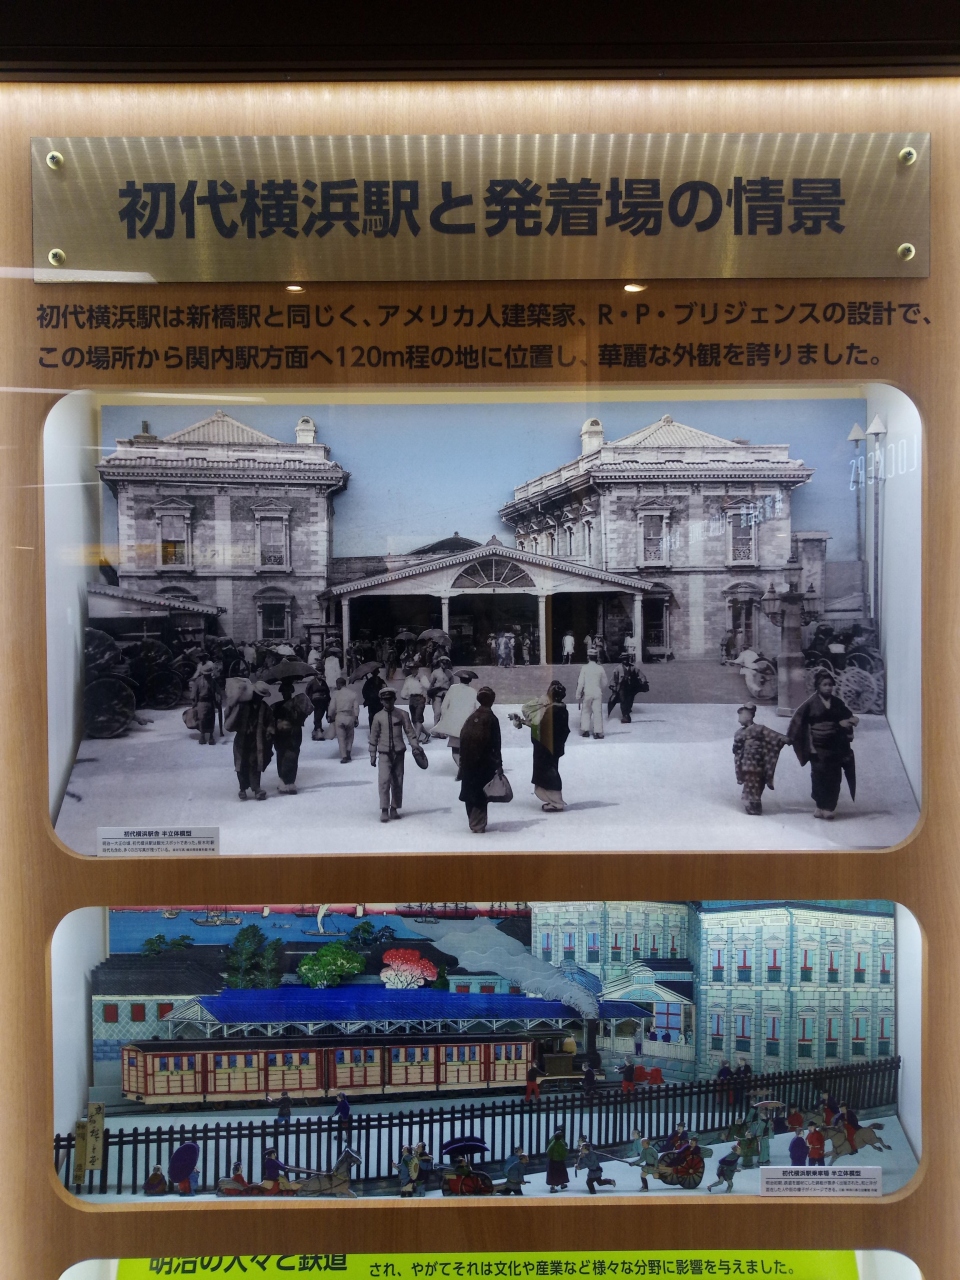 初代横浜駅と発着場の情景
初代横浜駅は新橋駅と同じく、アメリカ人建築家、R・P・ブリジェンスの設計で、
この場所から関内駅方面へ120m程の地に位置し、華麗な外観を誇りました。
LOCKERS
初代横浜駅舎 半立体模型
初代横浜駅発車場 半立体模型
明治の人々と鉄道
され、やがてそれは文化や産業など様々な分野に影響を与えました。